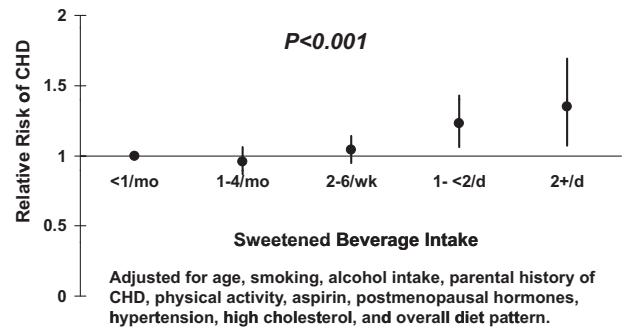 2
P<0.001
1.5
Relative Risk of CHD
1
<1/mo 1-4/mo 2-6/wk 1- <2/d 2+/d
0.5
Sweetened Beverage Intake
Adjusted for age, smoking, alcohol intake, parental history of
0 CHD, physical activity, aspirin, postmenopausal hormones,
hypertension, high cholesterol, and overall diet pattern.